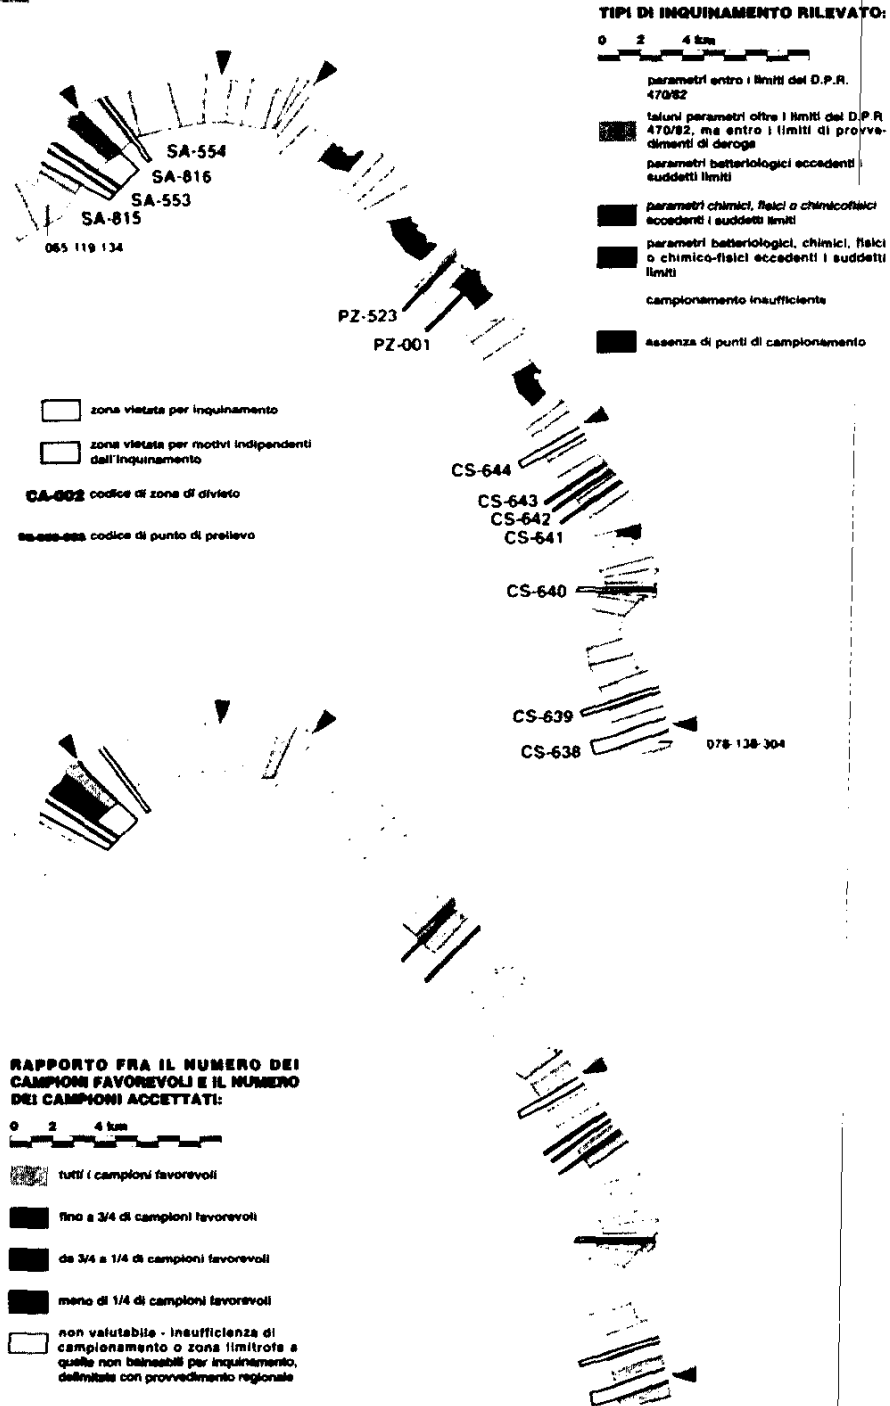 TIPI DI INQUINAMENTO RILEVATO:
0 2 4 km
parametri entro i limiti del D.P.R.
470/82
taluni parametri oltre i limiti del D.P.R
470/82, ma entro i limiti di provve-
dimenti di deroga
parametri batteriologici eccedenti i
suddetti limiti
parametri chimici, fisici o chimicofisici
eccedenti i suddetti limiti
parametri batteriologici, chimici, fisici
o chimico-fisici eccedenti i suddetti
limiti
campionamento insufficiente
assenza di punti di campionamento
SA-554
SA-816
SA-553
SA-815
065 119 134
PZ-523
PZ-001
zona vietata per inquinamento
zona vietata per motivi indipendenti
dall'inquinamento
CA-002 codice di zona di divieto
codice di punto di prelievo
CS-644
CS-643
CS-642
CS-641
CS-640
CS-639
CS-638
078-138-304
RAPPORTO FRA IL NUMERO DEI
CAMPIONI FAVOREVOLI E IL NUMERO
DEI CAMPIONI ACCETTATI:
0 2 4 km
tutti i campioni favorevoli
fino a 3/4 di campioni favorevoli
da 3/4 a 1/4 di campioni favorevoli
meno di 1/4 di campioni favorevoli
non valutabile - insufficienza di
campionamento o zona limitrofa a
quelle non balneabili per inquinamento,
delimitate con provvedimento regionale